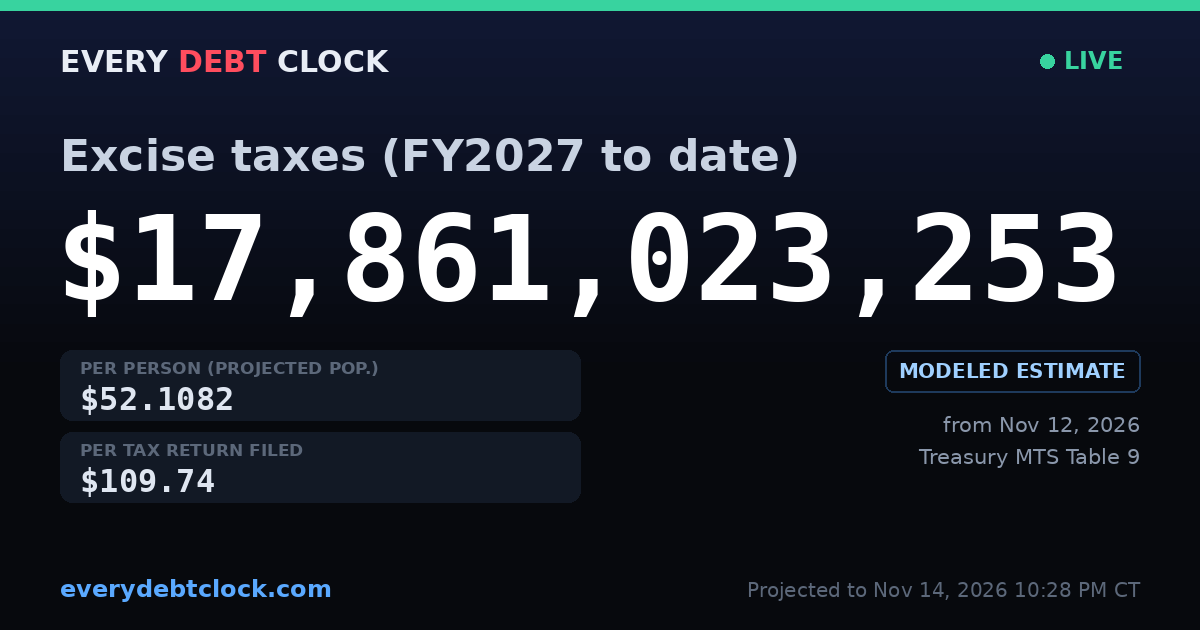 EVERY DEBT CLOCK
LIVE
Excise taxes (FY2027 to date)
$17,861,023,253
PER PERSON (PROJECTED POP.)
$52.1082
PER TAX RETURN FILED
$109.74
MODELED ESTIMATE
from Nov 12, 2026
Treasury MTS Table 9
everydebtclock.com
Projected to Nov 14, 2026 10:28 PM CT